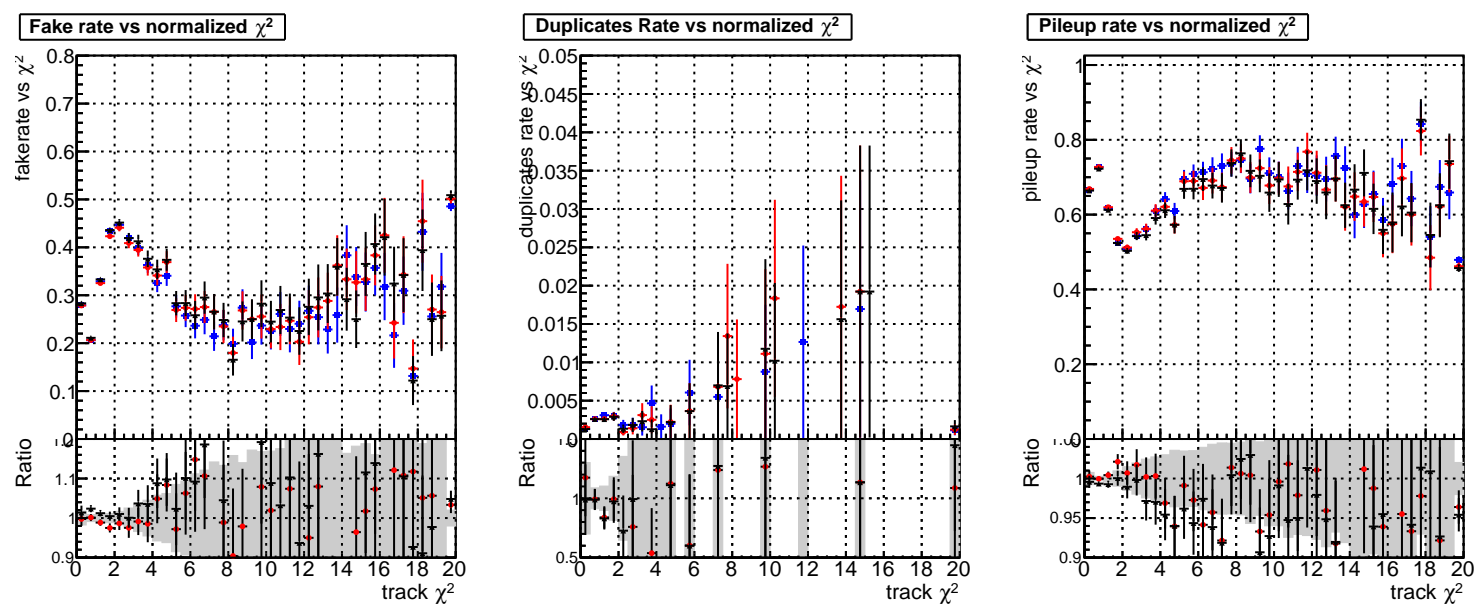 Fake rate vs normalized χ²
fakerate vs χ²
0.8
0.7
0.6
0.5
0.4
0.3
0.2
0.1
0
Ratio
1.1
1
0.9
0 2 4 6 8 10 12 14 16 18 20
track χ²
Duplicates Rate vs normalized χ²
duplicates rate vs χ²
0.05
0.045
0.04
0.035
0.03
0.025
0.02
0.015
0.01
0.005
0
Ratio
1
0.5
0 2 4 6 8 10 12 14 16 18 20
track χ²
Pileup rate vs normalized χ²
pileup rate vs χ²
1
0.8
0.6
0.4
0.2
0
Ratio
1
0.95
0.9
0 2 4 6 8 10 12 14 16 18 20
track χ²